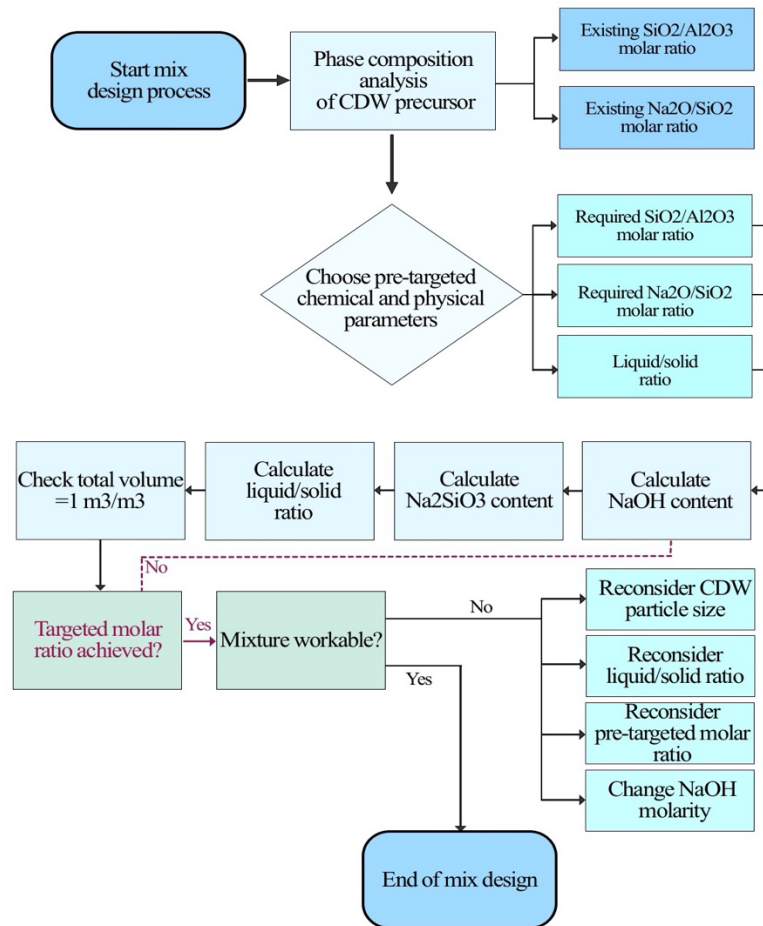 Start mix
design process
Phase composition
analysis
of CDW precursor
Existing SiO2/Al2O3
molar ratio
Existing Na2O/SiO2
molar ratio
Choose pre-targeted
chemical and physical
parameters
Required SiO2/Al2O3
molar ratio
Required Na2O/SiO2
molar ratio
Liquid/solid
ratio
Check total volume
=1 m3/m3
Calculate
liquid/solid
ratio
Calculate
Na2SiO3 content
Calculate
NaOH content
No
Targeted molar
ratio achieved?
Yes
Mixture workable?
No
Yes
Reconsider CDW
particle size
Reconsider
liquid/solid ratio
Reconsider
pre-targeted molar
ratio
Change NaOH
molarity
End of mix design